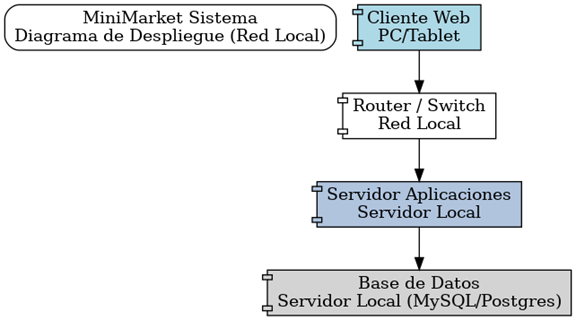 MiniMarket Sistema
Diagrama de Despliegue (Red Local)
Cliente Web
PC/Tablet
Router / Switch
Red Local
Servidor Aplicaciones
Servidor Local
Base de Datos
Servidor Local (MySQL/Postgres)